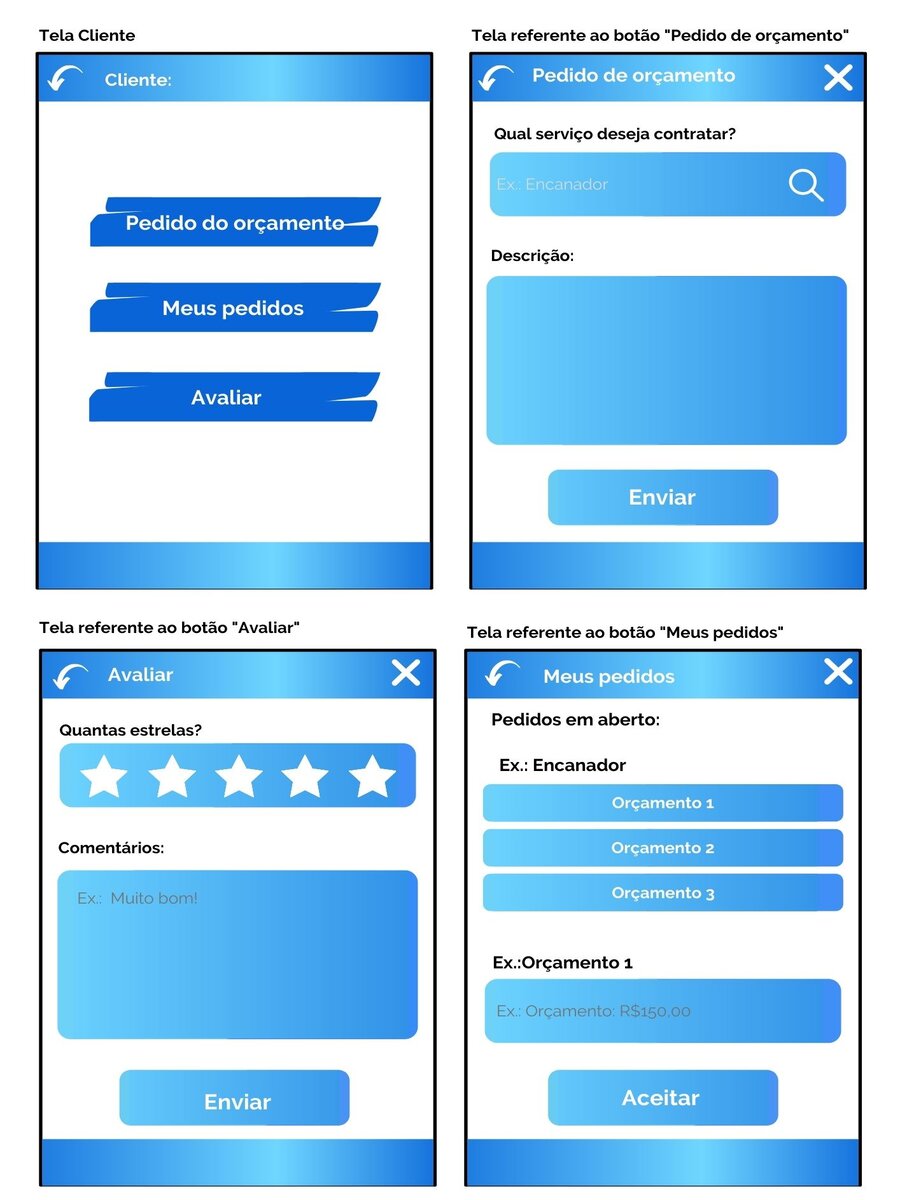 Tela Cliente
Cliente:
Pedido do orçamento
Meus pedidos
Avaliar
Tela referente ao botão "Pedido de orçamento"
Pedido de orçamento
Qual serviço deseja contratar?
Ex.: Encanador
Descrição:
Enviar
Tela referente ao botão "Avaliar"
Avaliar
Quantas estrelas?
Comentários:
Ex.: Muito bom!
Enviar
Tela referente ao botão "Meus pedidos"
Meus pedidos
Pedidos em aberto:
Ex.: Encanador
Orçamento 1
Orçamento 2
Orçamento 3
Ex.:Orçamento 1
Ex.: Orçamento: R$150,00
Aceitar